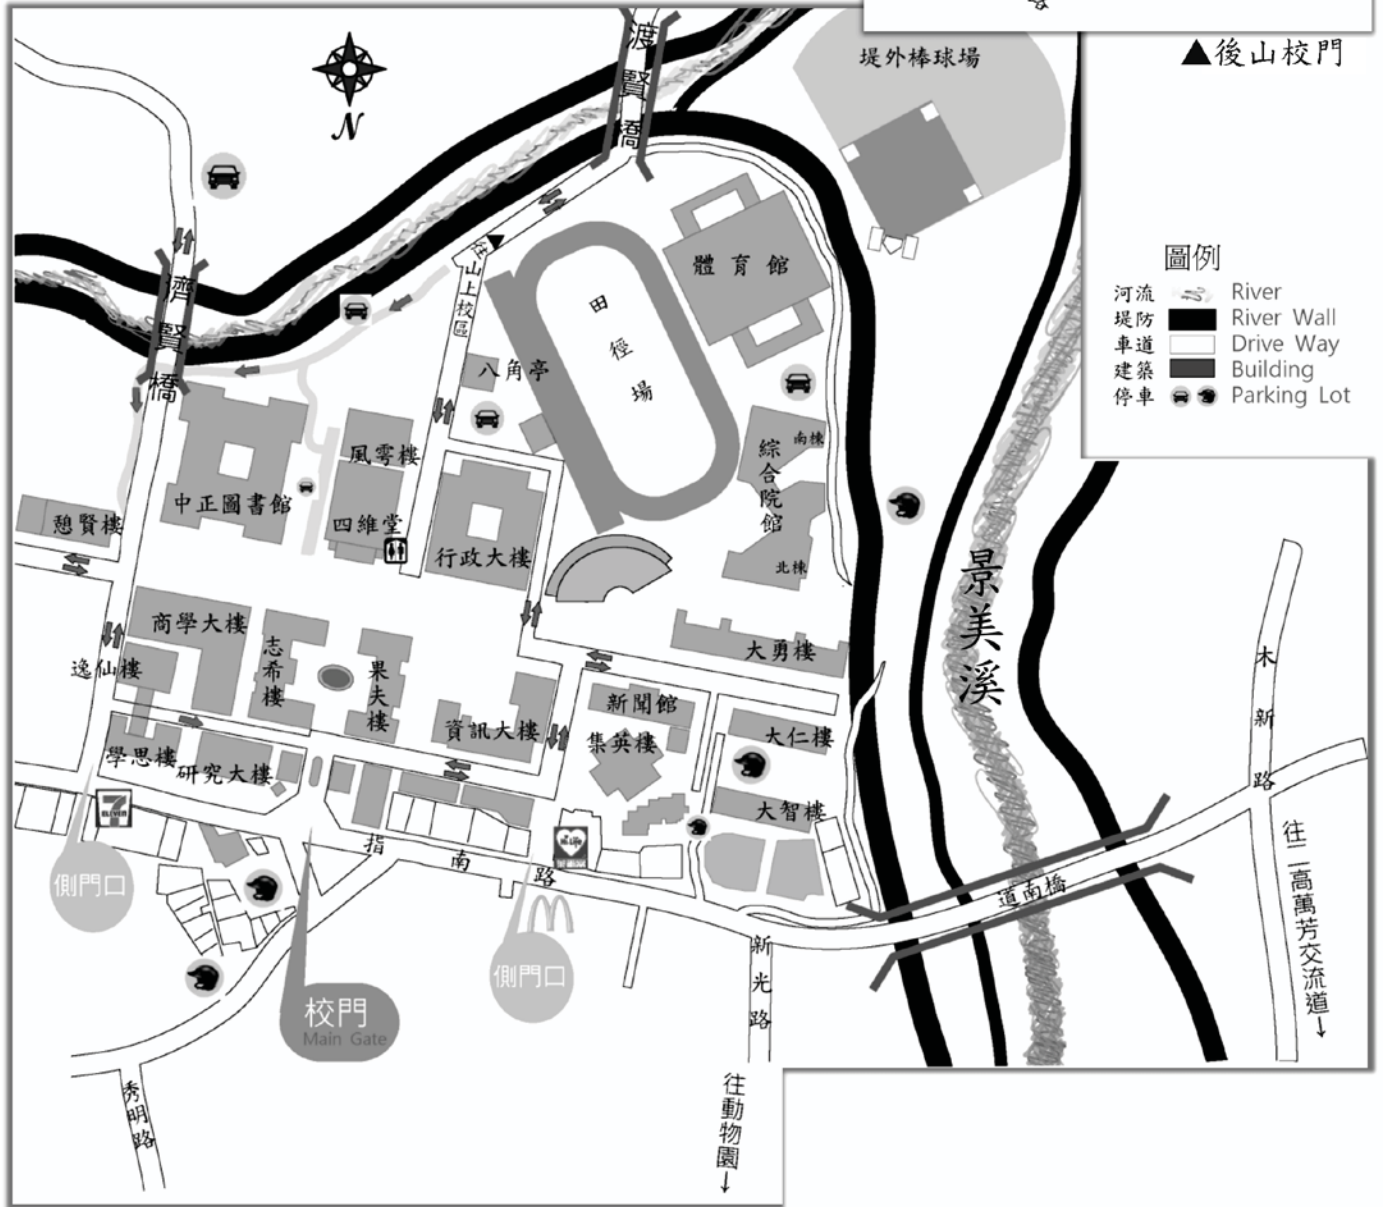 渡賢橋
堤外棒球場
▲後山校門
N
濟賢橋
往山上校區
體育館
田徑場
圖例
河流 River
堤防 River Wall
車道 Drive Way
建築 Building
停車 Parking Lot
八角亭
風雩樓
綜合院館
南棟
北棟
中正圖書館
憩賢樓
四維堂
行政大樓
景美溪
商學大樓
志希樓
果夫樓
逸仙樓
大勇樓
新聞館
資訊大樓
集英樓
大仁樓
學思樓
研究大樓
大智樓
木新路
7
ELEVEN
Hi-Life
指南路
側門口
側門口
道南橋
往二高萬芳交流道→
校門
Main Gate
新光路
秀明路
往動物園→